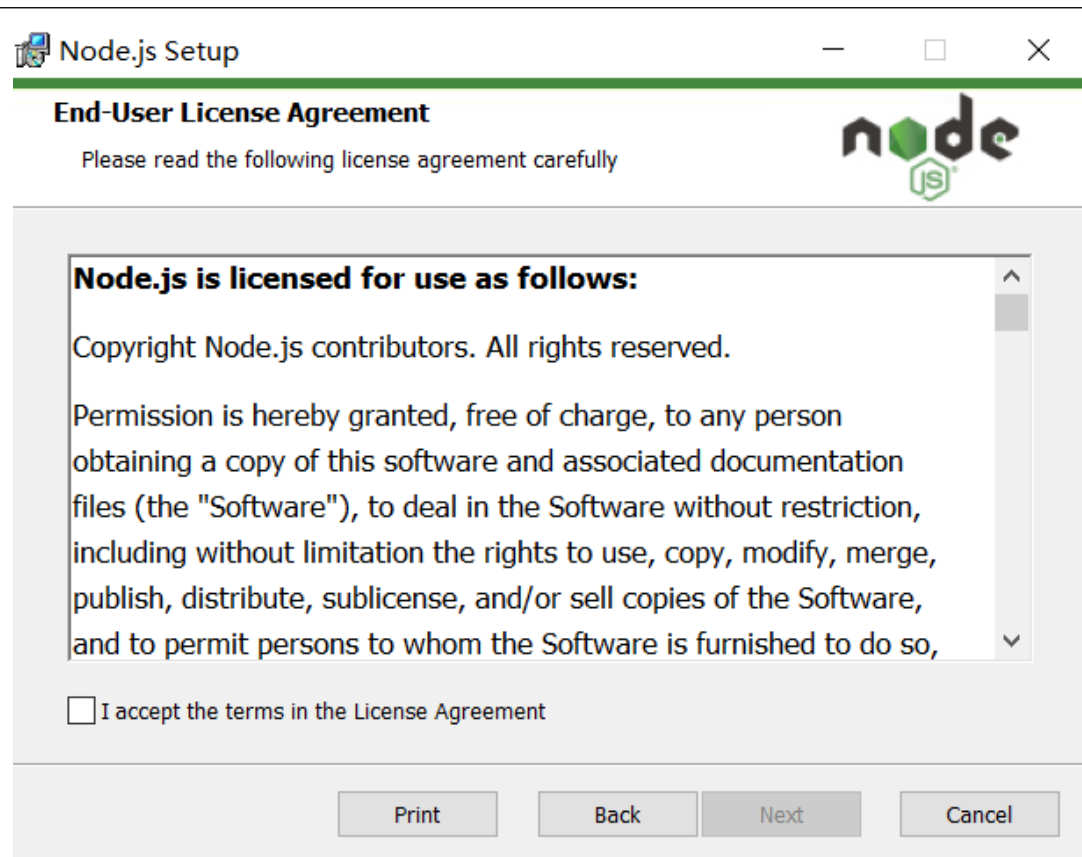 Node.js Setup
End-User License Agreement
Please read the following license agreement carefully
node
JS
Node.js is licensed for use as follows:
Copyright Node.js contributors. All rights reserved.
Permission is hereby granted, free of charge, to any person
obtaining a copy of this software and associated documentation
files (the "Software"), to deal in the Software without restriction,
including without limitation the rights to use, copy, modify, merge,
publish, distribute, sublicense, and/or sell copies of the Software,
and to permit persons to whom the Software is furnished to do so,
I accept the terms in the License Agreement
Print Back Next Cancel